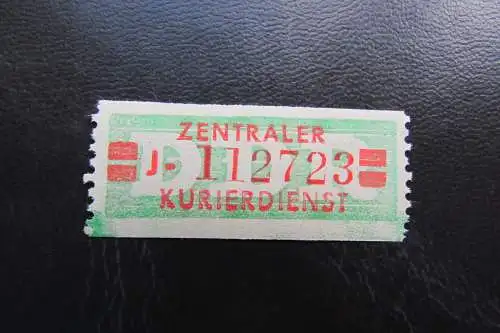 ZENTRALER
J- 112723
KURIERDIENST